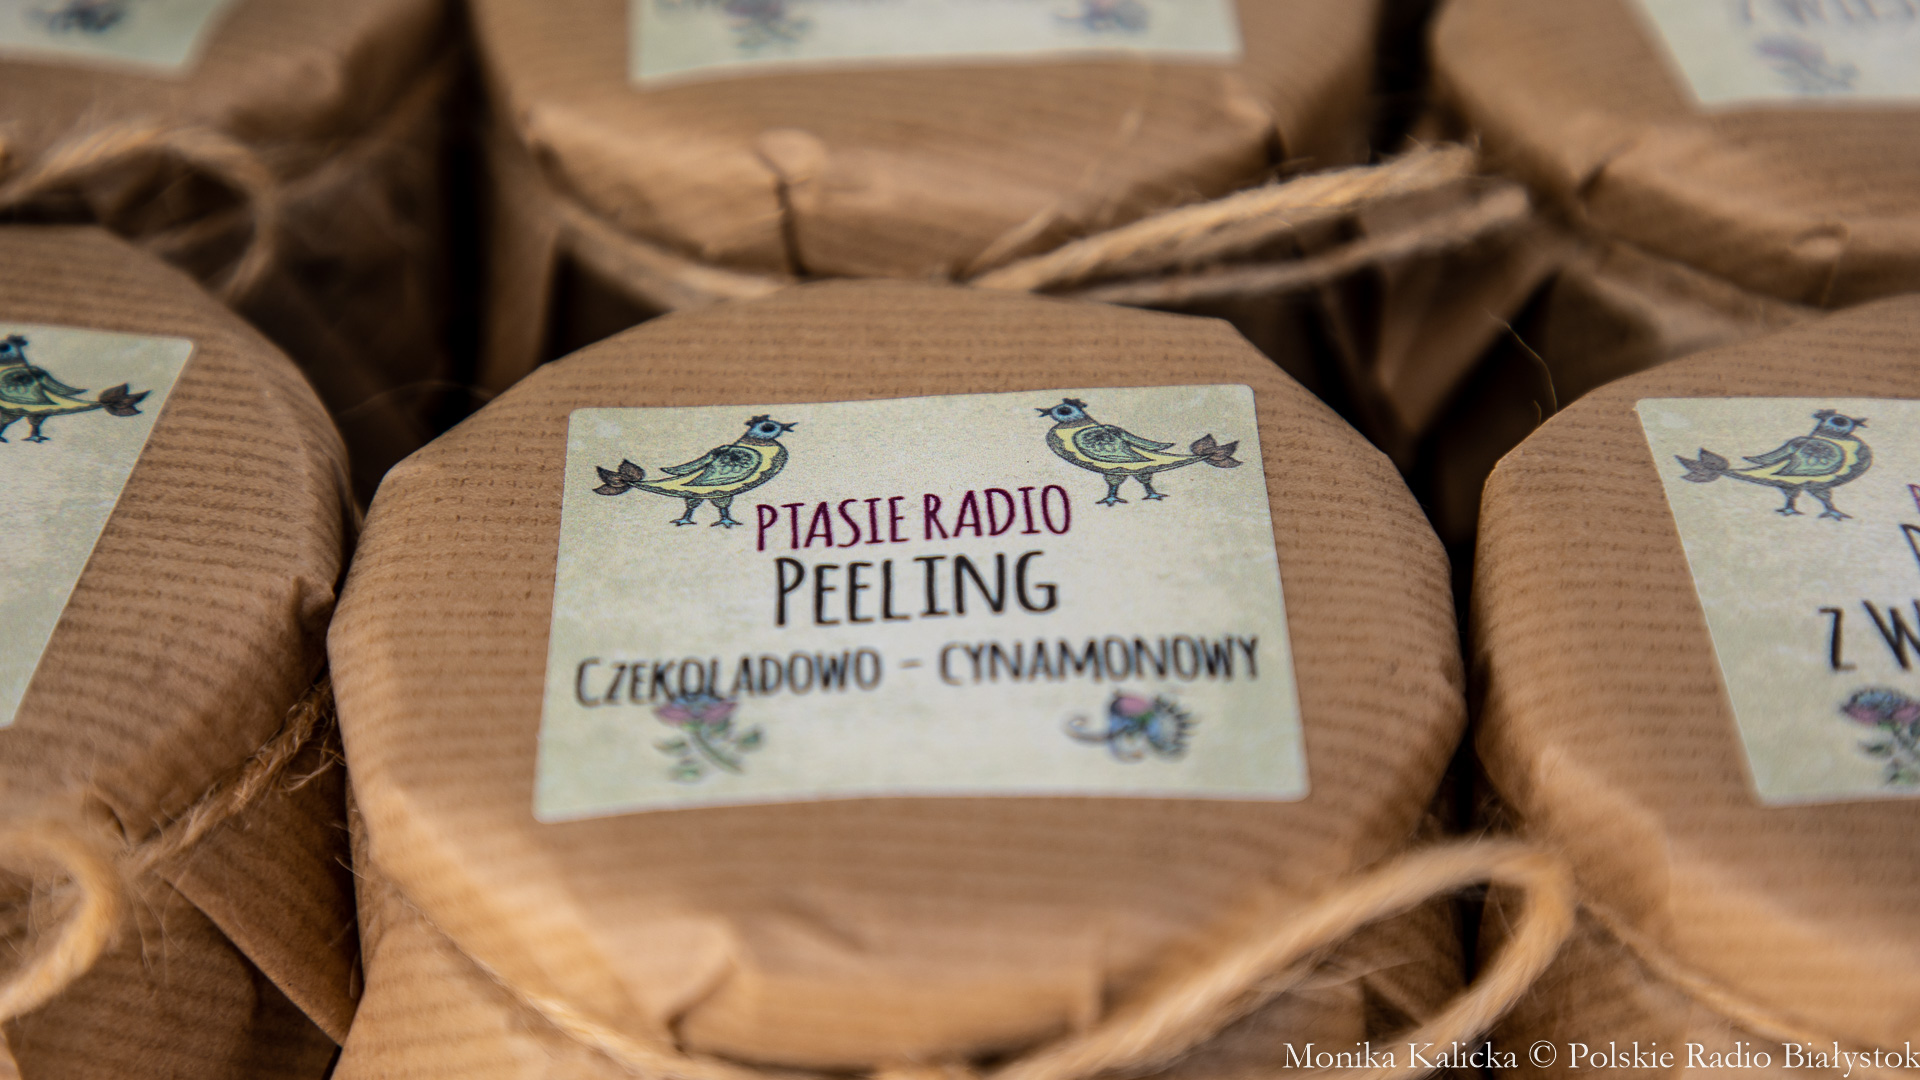 PTASIE RADIO
PEELING
CZEKOLADOWO - CYNAMONOWY
Z W
Monika Kalicka © Polskie Radio Białystok